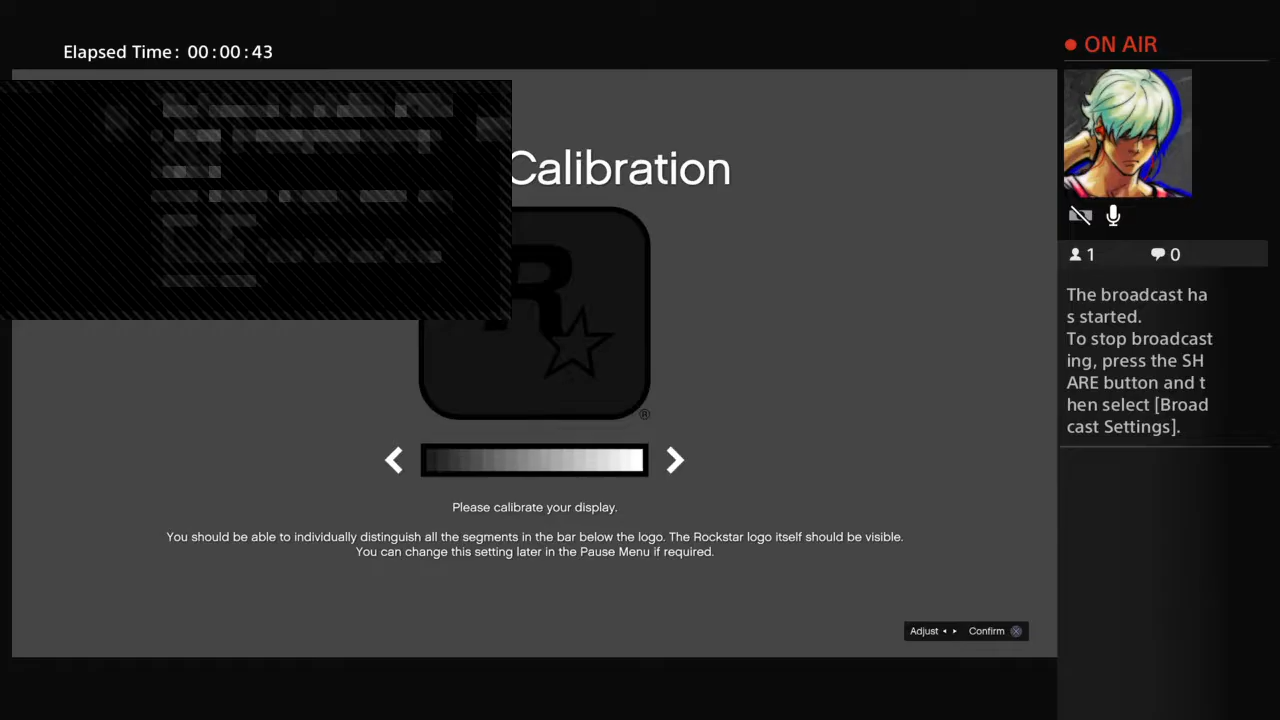 Elapsed Time: 00:00:43
ON AIR
Calibration
R
®
1 0
The broadcast ha
s started.
To stop broadcast
ing, press the SH
ARE button and t
hen select [Broad
cast Settings].
Please calibrate your display.
You should be able to individually distinguish all the segments in the bar below the logo. The Rockstar logo itself should be visible.
You can change this setting later in the Pause Menu if required.
Adjust Confirm